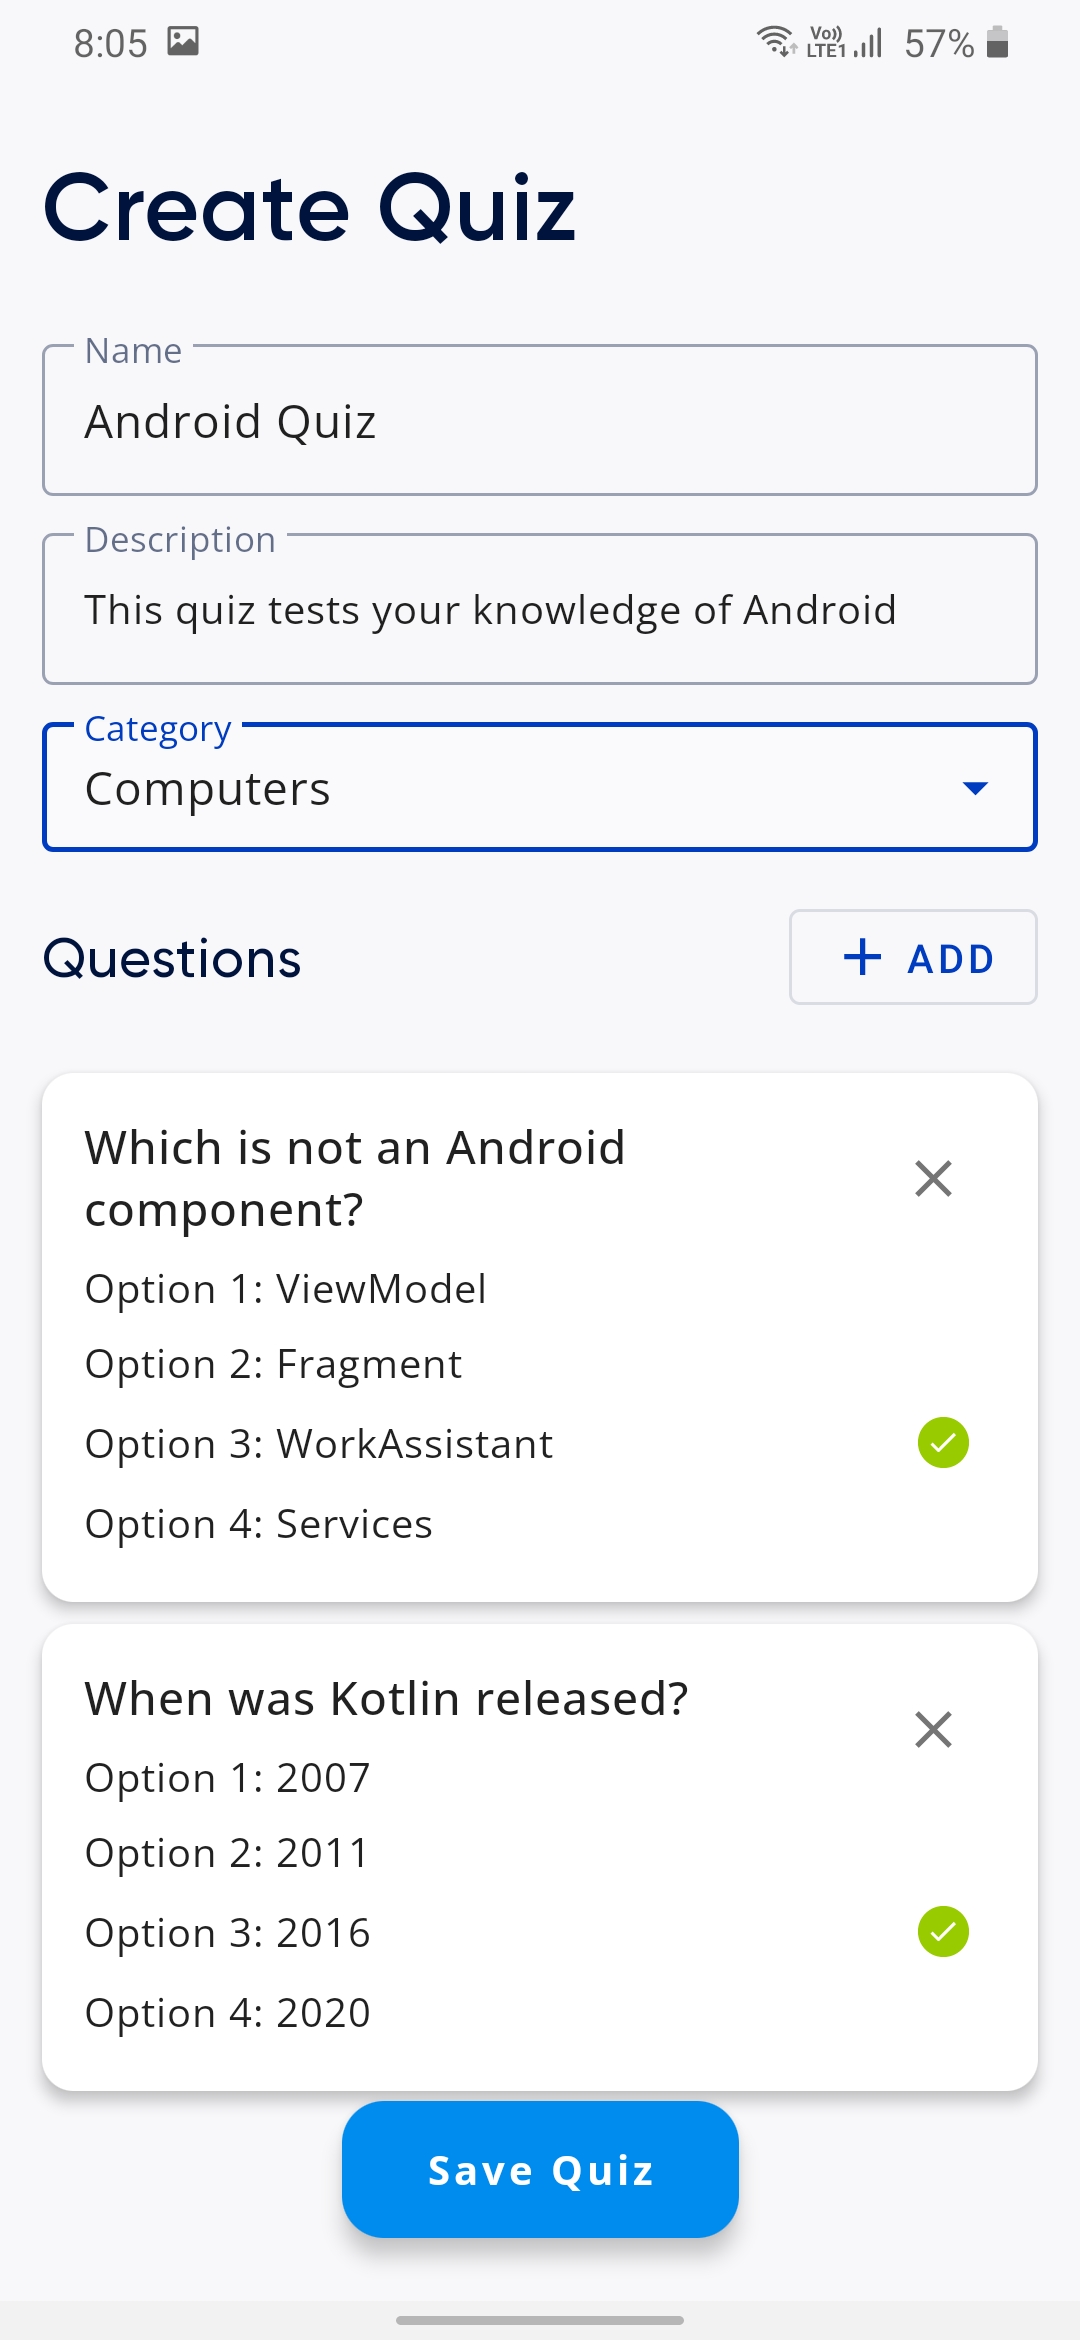 8:05 Vo)) LTE1 57%
Create Quiz
Name
Android Quiz
Description
This quiz tests your knowledge of Android
Category
Computers
Questions
+ ADD
Which is not an Android
component?
Option 1: ViewModel
Option 2: Fragment
Option 3: WorkAssistant
Option 4: Services
When was Kotlin released?
Option 1: 2007
Option 2: 2011
Option 3: 2016
Option 4: 2020
Save Quiz